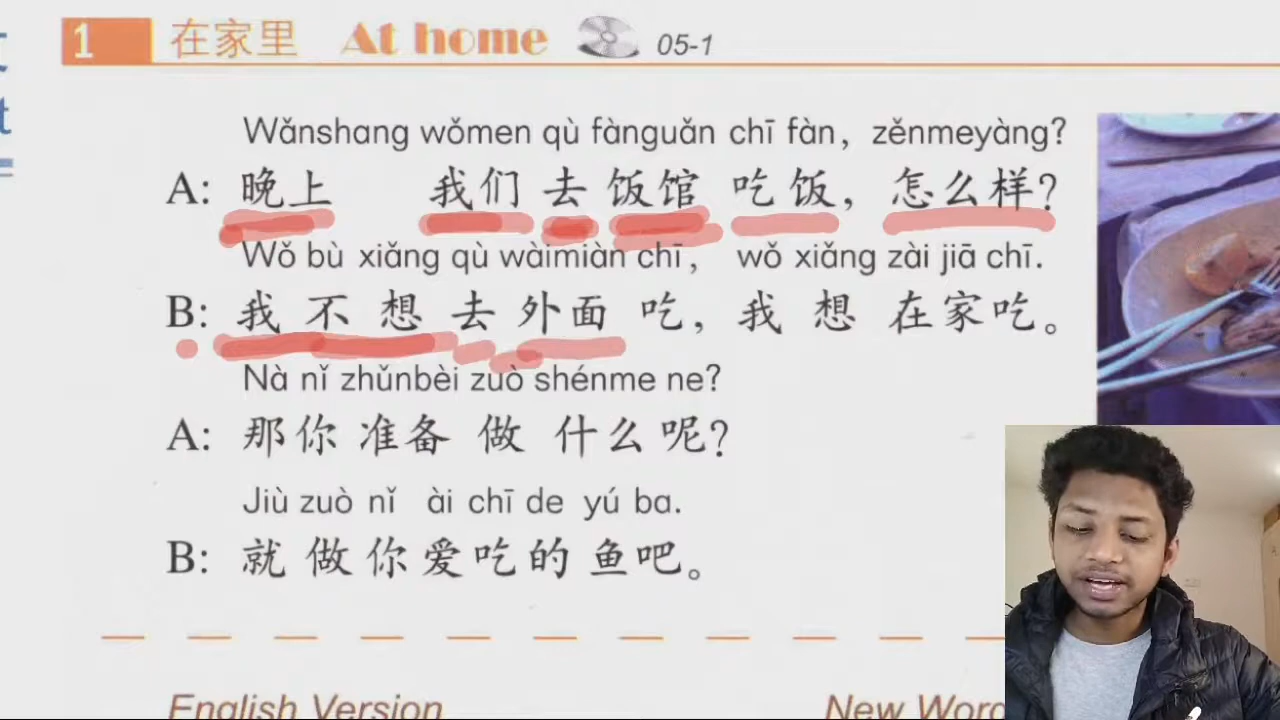 1 在家里 At home 05-1
Wǎnshang wǒmen qù fànguǎn chī fàn, zěnmeyàng?
A: 晚上 我们 去 饭馆 吃饭, 怎么样?
Wǒ bù xiǎng qù wàimiàn chī, wǒ xiǎng zài jiā chī.
B: 我 不 想 去 外面 吃, 我 想 在家吃。
Nà nǐ zhǔnbèi zuò shénme ne?
A: 那你 准备 做 什么 呢?
Jiù zuò nǐ ài chī de yú ba.
B: 就 做 你 爱 吃 的 鱼吧。
English Version
New